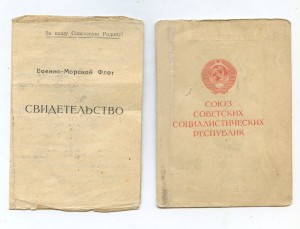 За нашу Советскую Родину!
Военно-Морской Флот
СВИДЕТЕЛЬСТВО
СОЮЗ
СОВЕТСКИХ
СОЦИАЛИСТИЧЕСКИХ
РЕСПУБЛИК